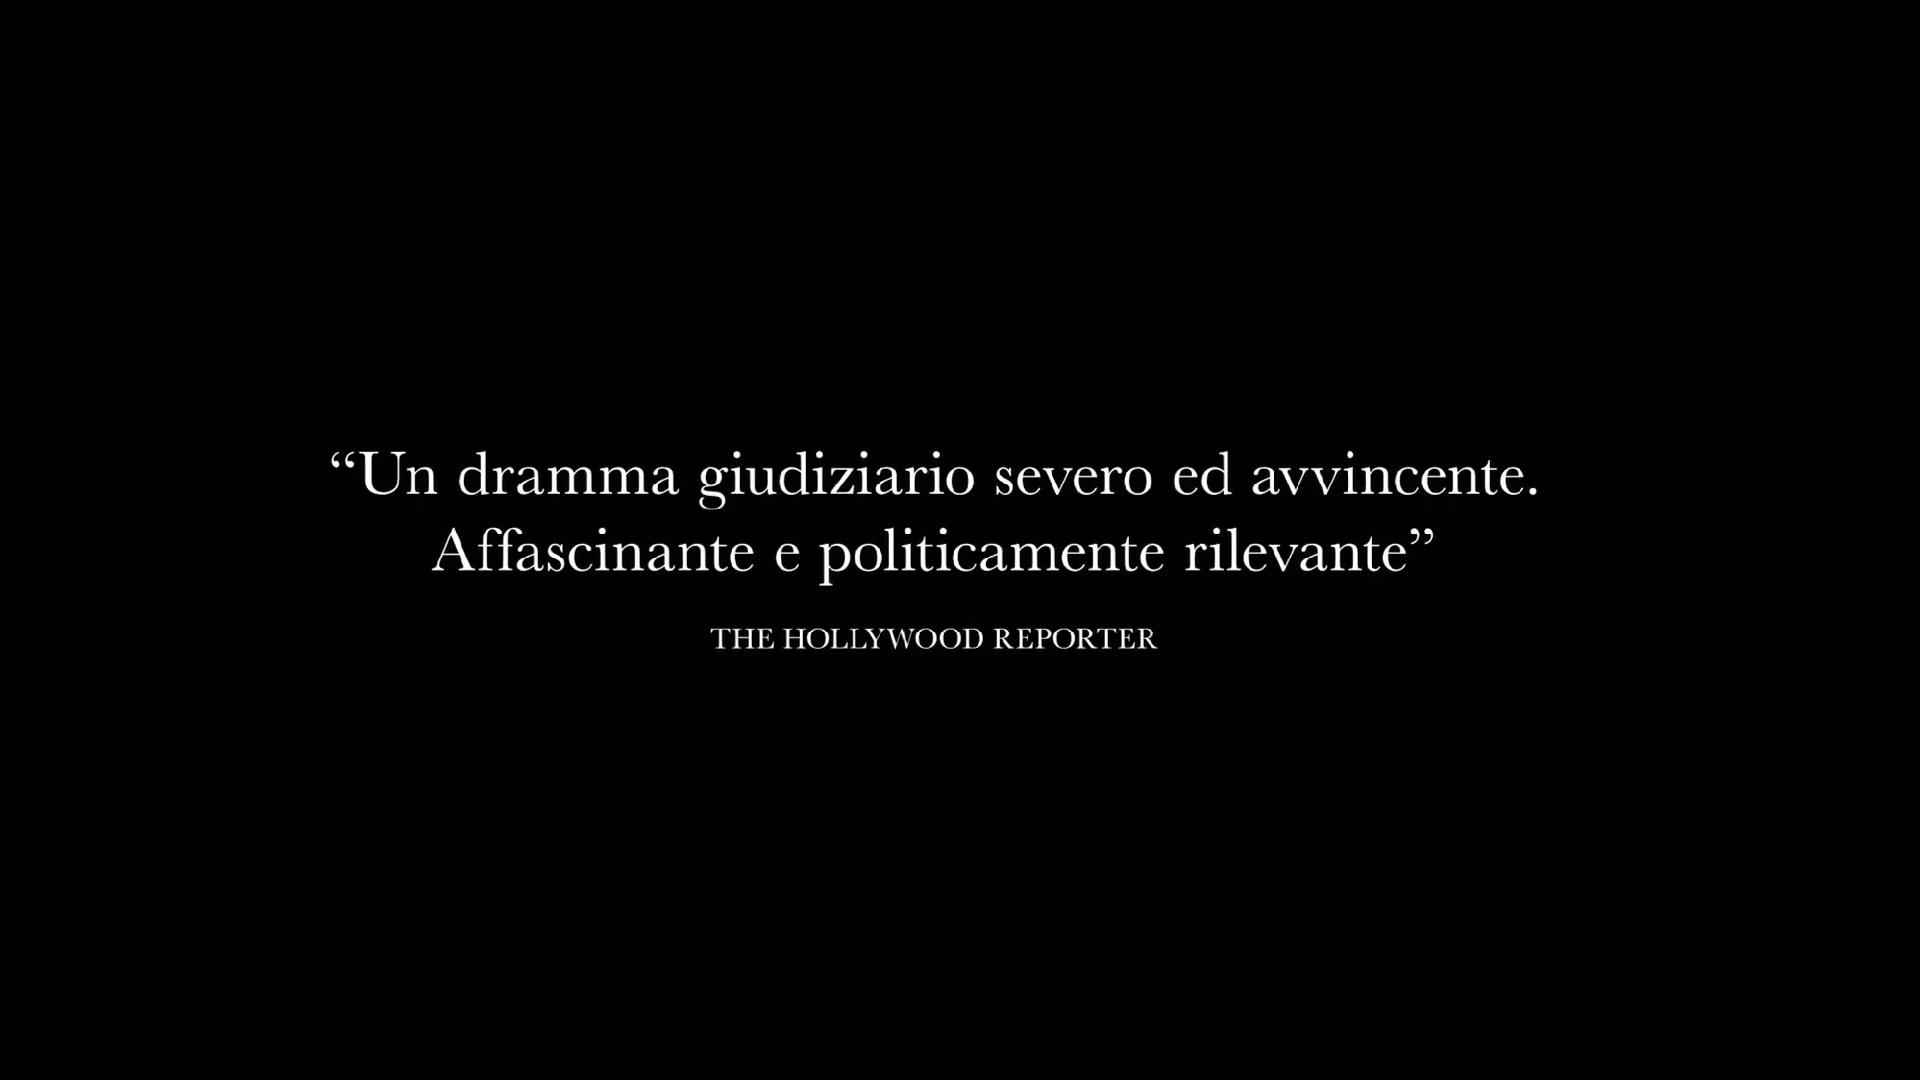 “Un dramma giudiziario severo ed avvincente.
Affascinante e politicamente rilevante”
THE HOLLYWOOD REPORTER